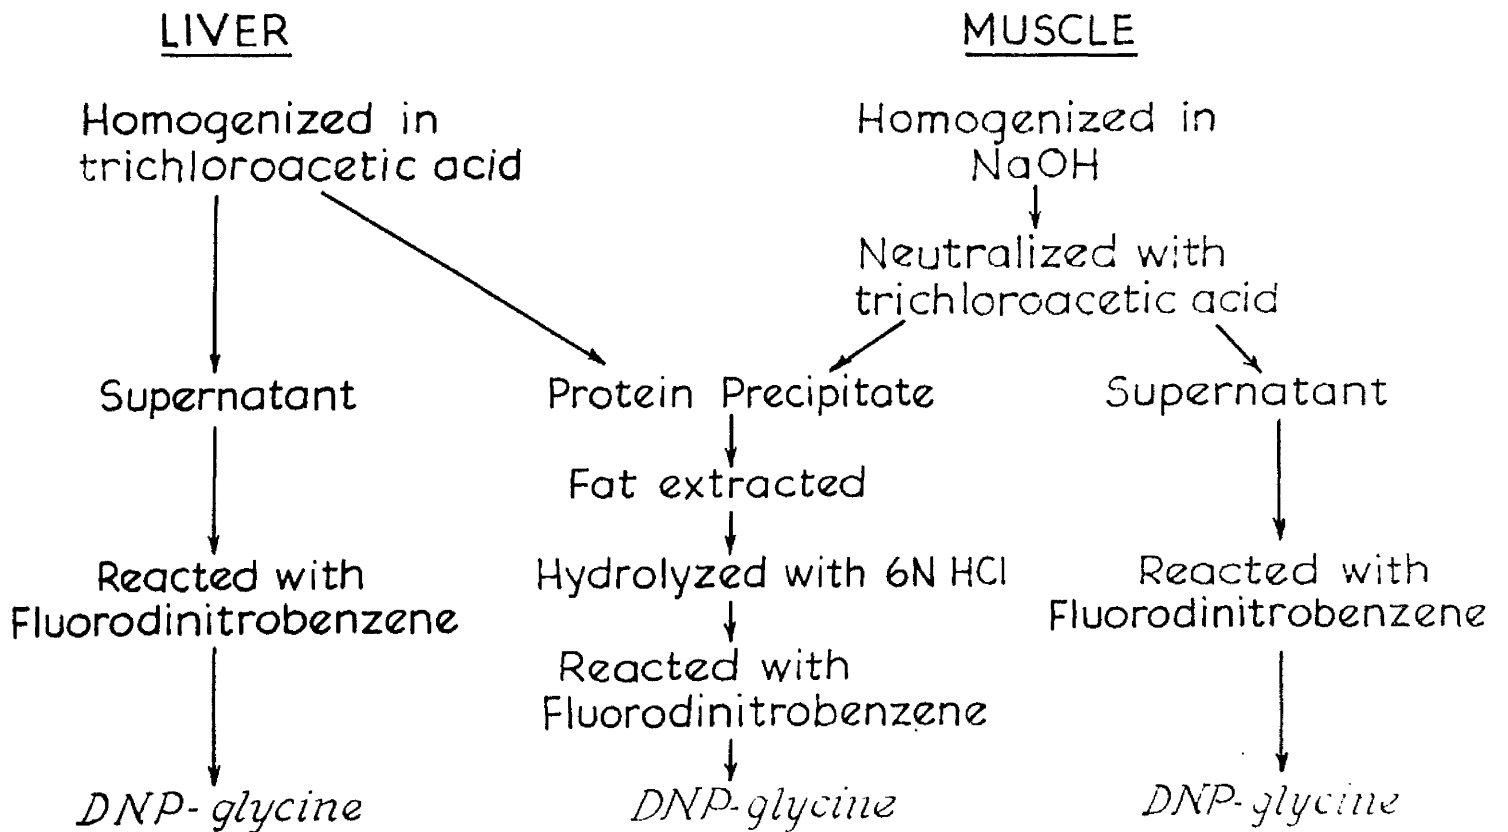 LIVER
Homogenized in
trichloroacetic acid
Supernatant
Reacted with
Fluorodinitrobenzene
DNP-glycine
Protein Precipitate
Fat extracted
Hydrolyzed with 6N HCl
Reacted with
Fluorodinitrobenzene
DNP-glycine
MUSCLE
Homogenized in
NaOH
Neutralized with
trichloroacetic acid
Supernatant
Reacted with
Fluorodinitrobenzene
DNP-glycine